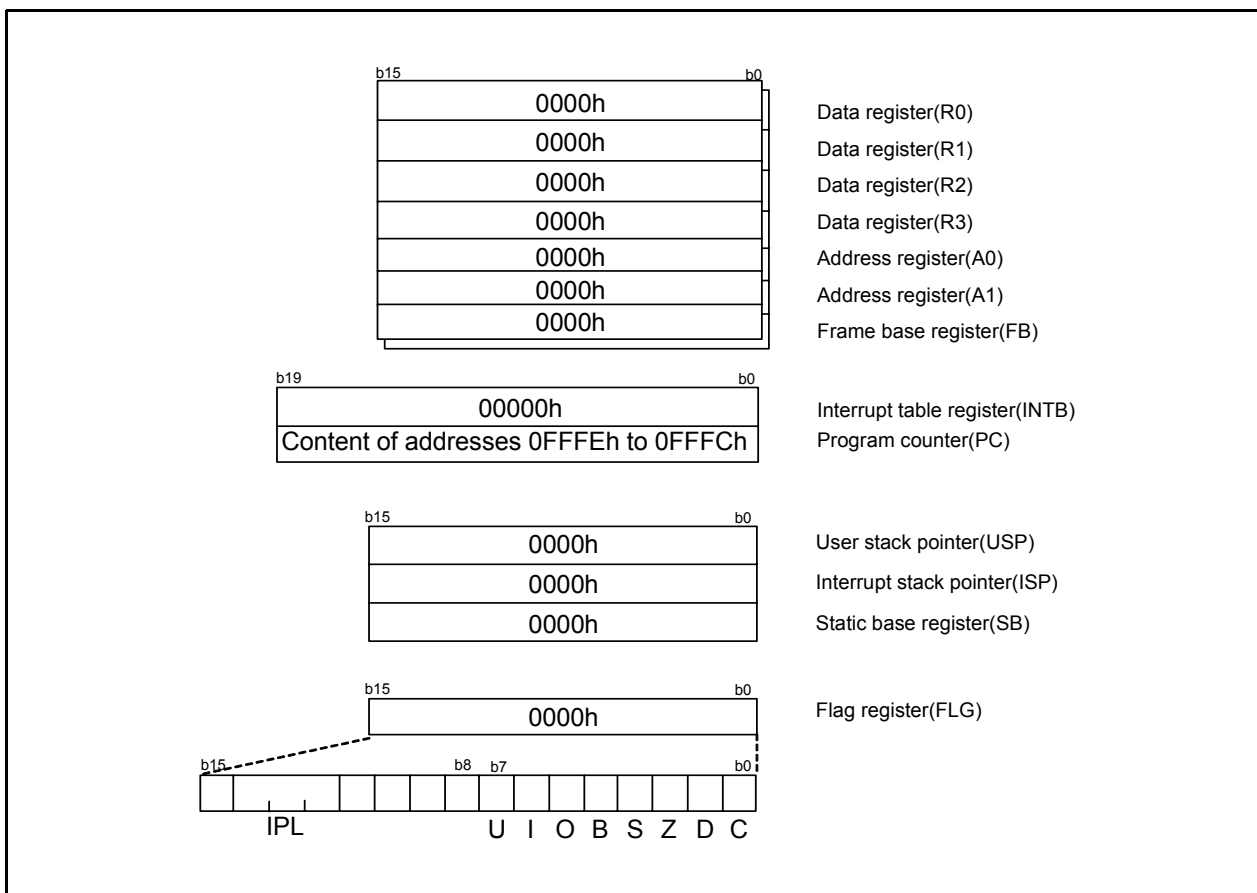 b15 b0
0000h Data register(R0)
0000h Data register(R1)
0000h Data register(R2)
0000h Data register(R3)
0000h Address register(A0)
0000h Address register(A1)
0000h Frame base register(FB)
b19 b0
00000h Interrupt table register(INTB)
Content of addresses 0FFFEh to 0FFFCh Program counter(PC)
b15 b0
0000h User stack pointer(USP)
0000h Interrupt stack pointer(ISP)
0000h Static base register(SB)
b15 b0
0000h Flag register(FLG)
b15 b8 b7 b0
IPL U I O B S Z D C